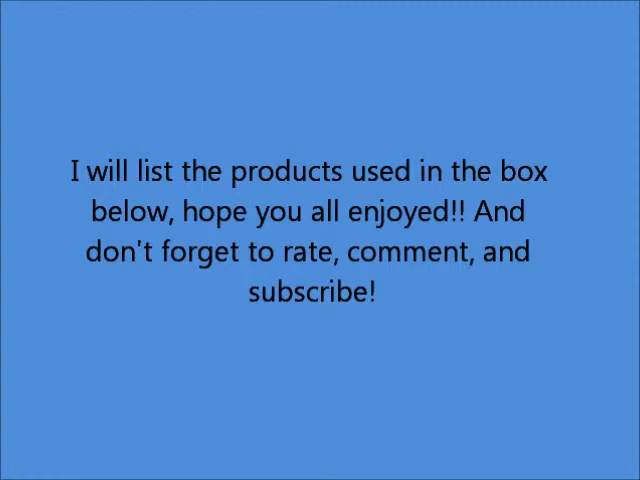 I will list the products used in the box
below, hope you all enjoyed!! And
don't forget to rate, comment, and
subscribe!